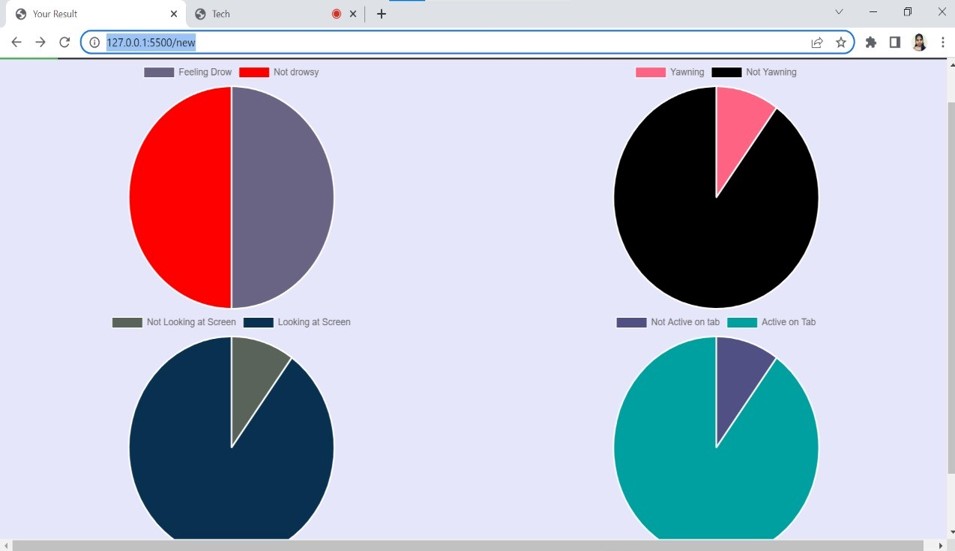 Your Result
Tech
127.0.0.1:5500/new
Feeling Drow Not drowsy
Yawning Not Yawning
Not Looking at Screen Looking at Screen
Not Active on tab Active on Tab